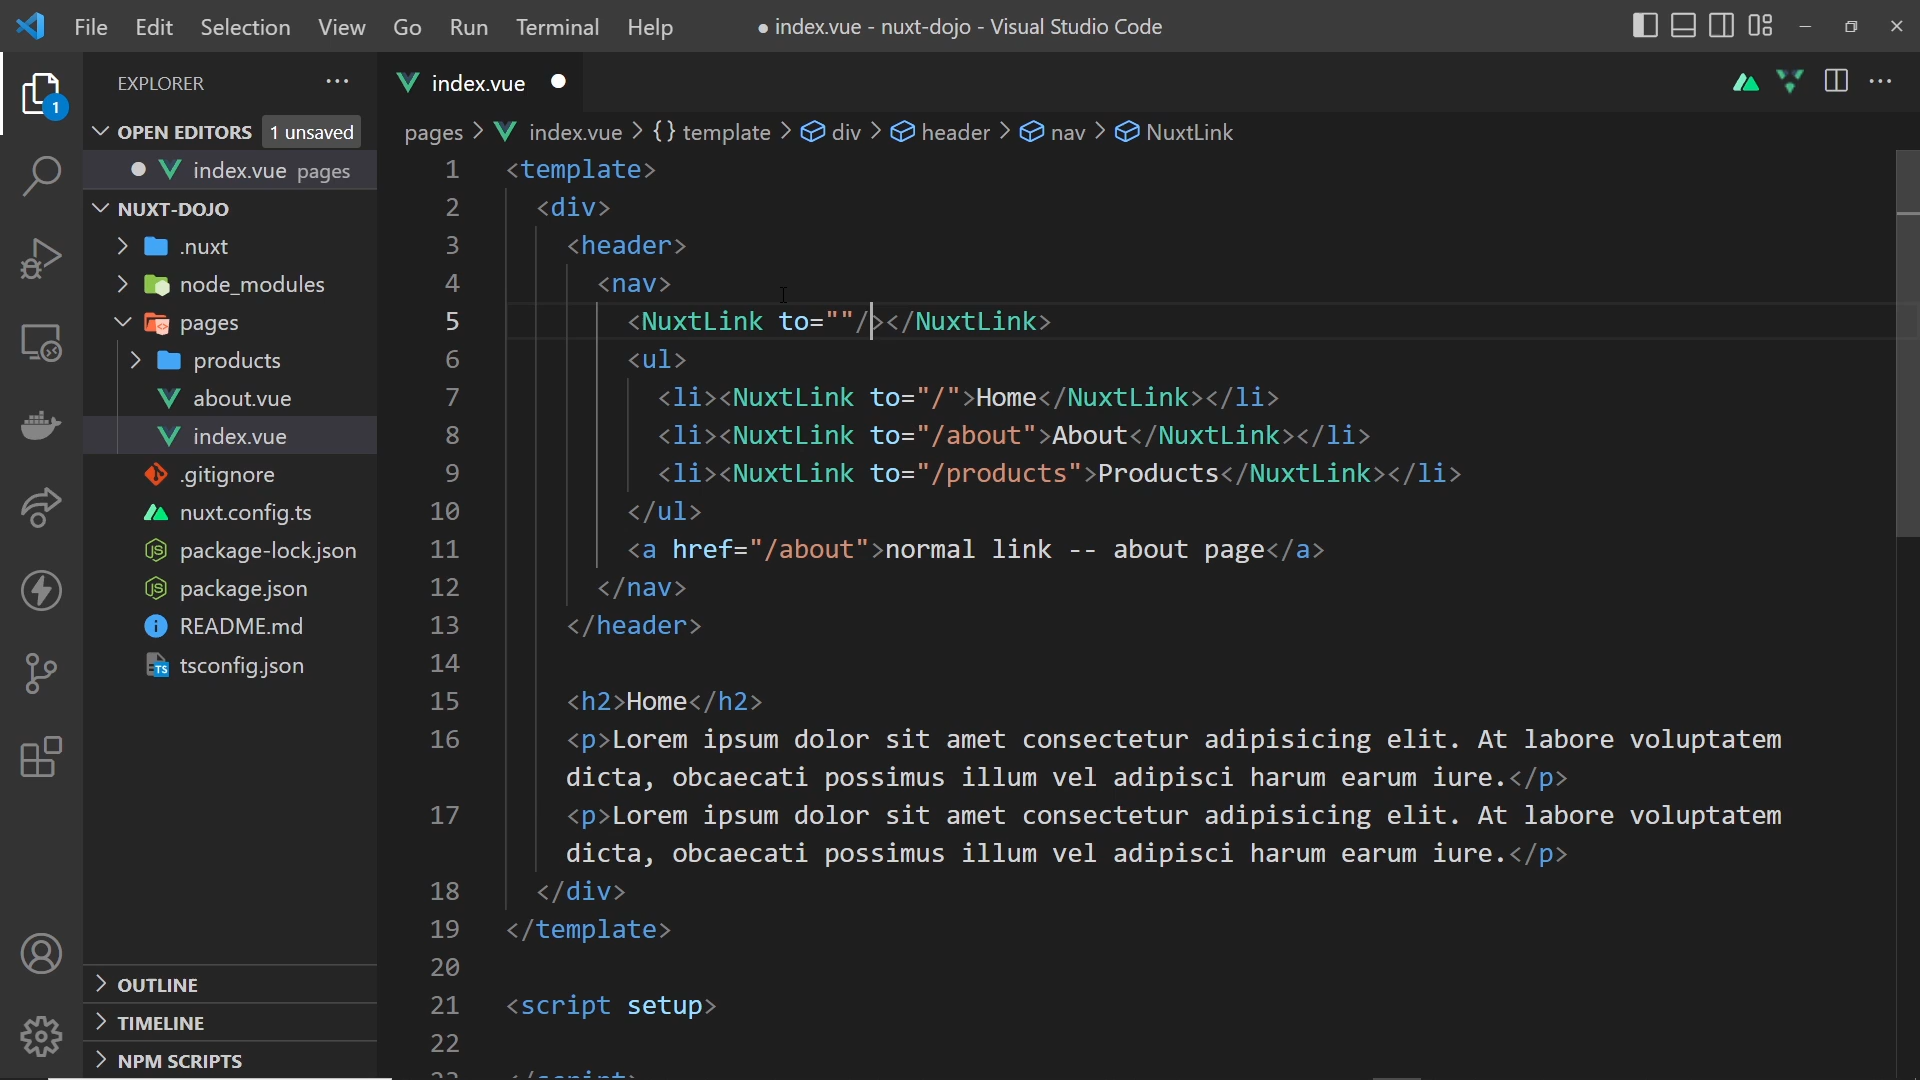 File Edit Selection View Go Run Terminal Help ● index.vue - nuxt-dojo - Visual Studio Code
EXPLORER ...
1
OPEN EDITORS 1 unsaved
● index.vue pages
NUXT-DOJO
.nuxt
node_modules
pages
products
about.vue
index.vue
.gitignore
nuxt.config.ts
package-lock.json
package.json
README.md
tsconfig.json
OUTLINE
TIMELINE
NPM SCRIPTS
index.vue ●
pages > index.vue > {} template > div > header > nav > NuxtLink
1 <template>
2 <div>
3 <header>
4 <nav>
5 <NuxtLink to=""/></NuxtLink>
6 <ul>
7 <li><NuxtLink to="/">Home</NuxtLink></li>
8 <li><NuxtLink to="/about">About</NuxtLink></li>
9 <li><NuxtLink to="/products">Products</NuxtLink></li>
10 </ul>
11 <a href="/about">normal link -- about page</a>
12 </nav>
13 </header>
14
15 <h2>Home</h2>
16 <p>Lorem ipsum dolor sit amet consectetur adipisicing elit. At labore voluptatem
dicta, obcaecati possimus illum vel adipisci harum earum iure.</p>
17 <p>Lorem ipsum dolor sit amet consectetur adipisicing elit. At labore voluptatem
dicta, obcaecati possimus illum vel adipisci harum earum iure.</p>
18 </div>
19 </template>
20
21 <script setup>
22
23 </script>